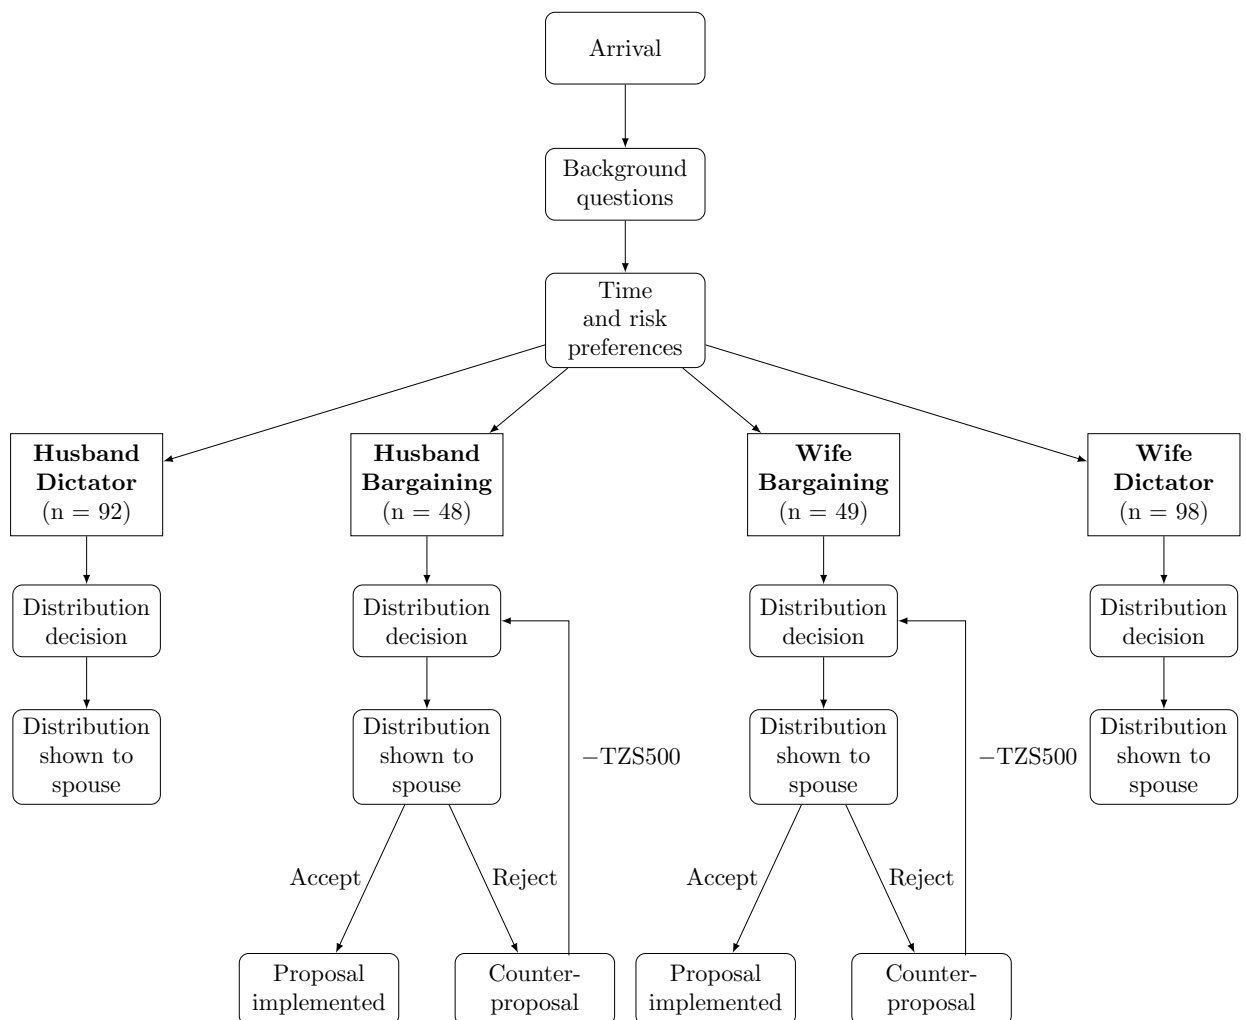 Arrival
Background
questions
Time
and risk
preferences
Husband
Dictator
(n = 92)
Husband
Bargaining
(n = 48)
Wife
Bargaining
(n = 49)
Wife
Dictator
(n = 98)
Distribution
decision
Distribution
decision
Distribution
decision
Distribution
decision
Distribution
shown to
spouse
Distribution
shown to
spouse
−TZS500
Distribution
shown to
spouse
−TZS500
Distribution
shown to
spouse
Accept
Reject
Accept
Reject
Proposal
implemented
Counter-
proposal
Proposal
implemented
Counter-
proposal